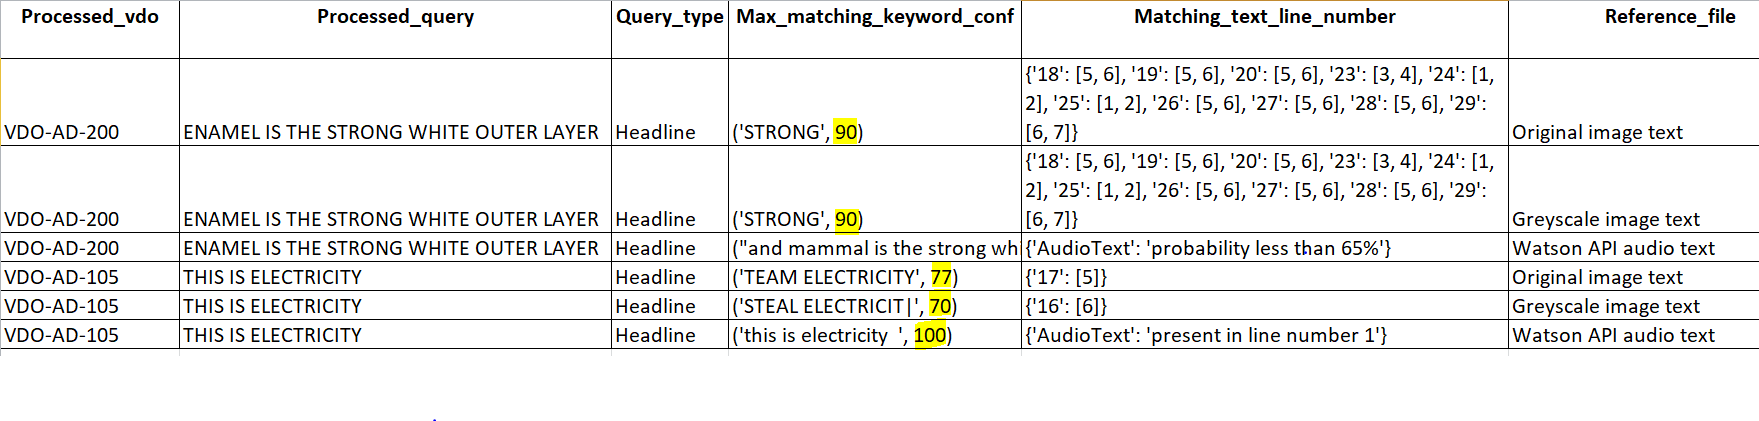 Processed_vdo Processed_query Query_type Max_matching_keyword_conf Matching_text_line_number Reference_file
{'18': [5, 6], '19': [5, 6], '20': [5, 6], '23': [3, 4], '24': [1,
2], '25': [1, 2], '26': [5, 6], '27': [5, 6], '28': [5, 6], '29':
VDO-AD-200 ENAMEL IS THE STRONG WHITE OUTER LAYER Headline ('STRONG', 90) [6, 7]} Original image text
{'18': [5, 6], '19': [5, 6], '20': [5, 6], '23': [3, 4], '24': [1,
2], '25': [1, 2], '26': [5, 6], '27': [5, 6], '28': [5, 6], '29':
VDO-AD-200 ENAMEL IS THE STRONG WHITE OUTER LAYER Headline ('STRONG', 90) [6, 7]} Greyscale image text
VDO-AD-200 ENAMEL IS THE STRONG WHITE OUTER LAYER Headline ("and mammal is the strong whi {'AudioText': 'probability less than 65%'} Watson API audio text
VDO-AD-105 THIS IS ELECTRICITY Headline ('TEAM ELECTRICITY', 77) {'17': [5]} Original image text
VDO-AD-105 THIS IS ELECTRICITY Headline ('STEAL ELECTRICIT|', 70) {'16': [6]} Greyscale image text
VDO-AD-105 THIS IS ELECTRICITY Headline ('this is electricity  ', 100) {'AudioText': 'present in line number 1'} Watson API audio text